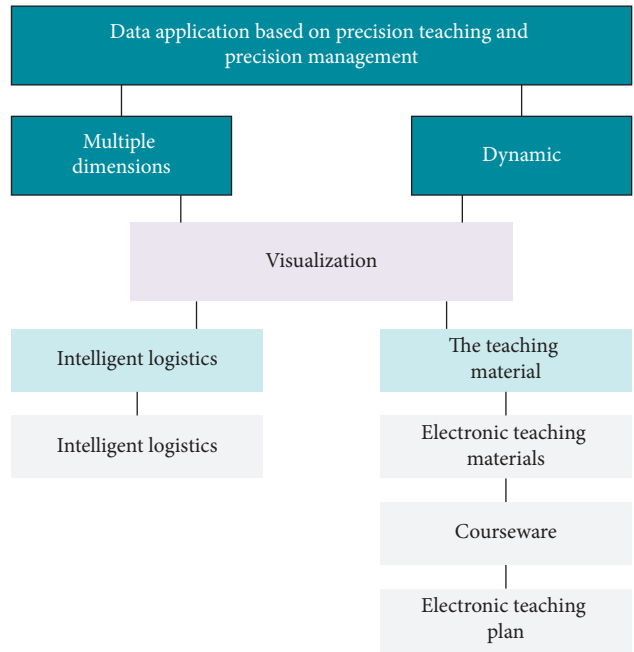 Data application based on precision teaching and
precision management
Multiple
dimensions
Dynamic
Visualization
Intelligent logistics
The teaching
material
Intelligent logistics
Electronic teaching
materials
Courseware
Electronic teaching
plan